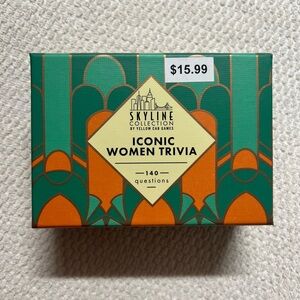 $15.99
SKYLINE
COLLECTION
BY YELLOW CAB GAMES
ICONIC
WOMEN TRIVIA
140
questions